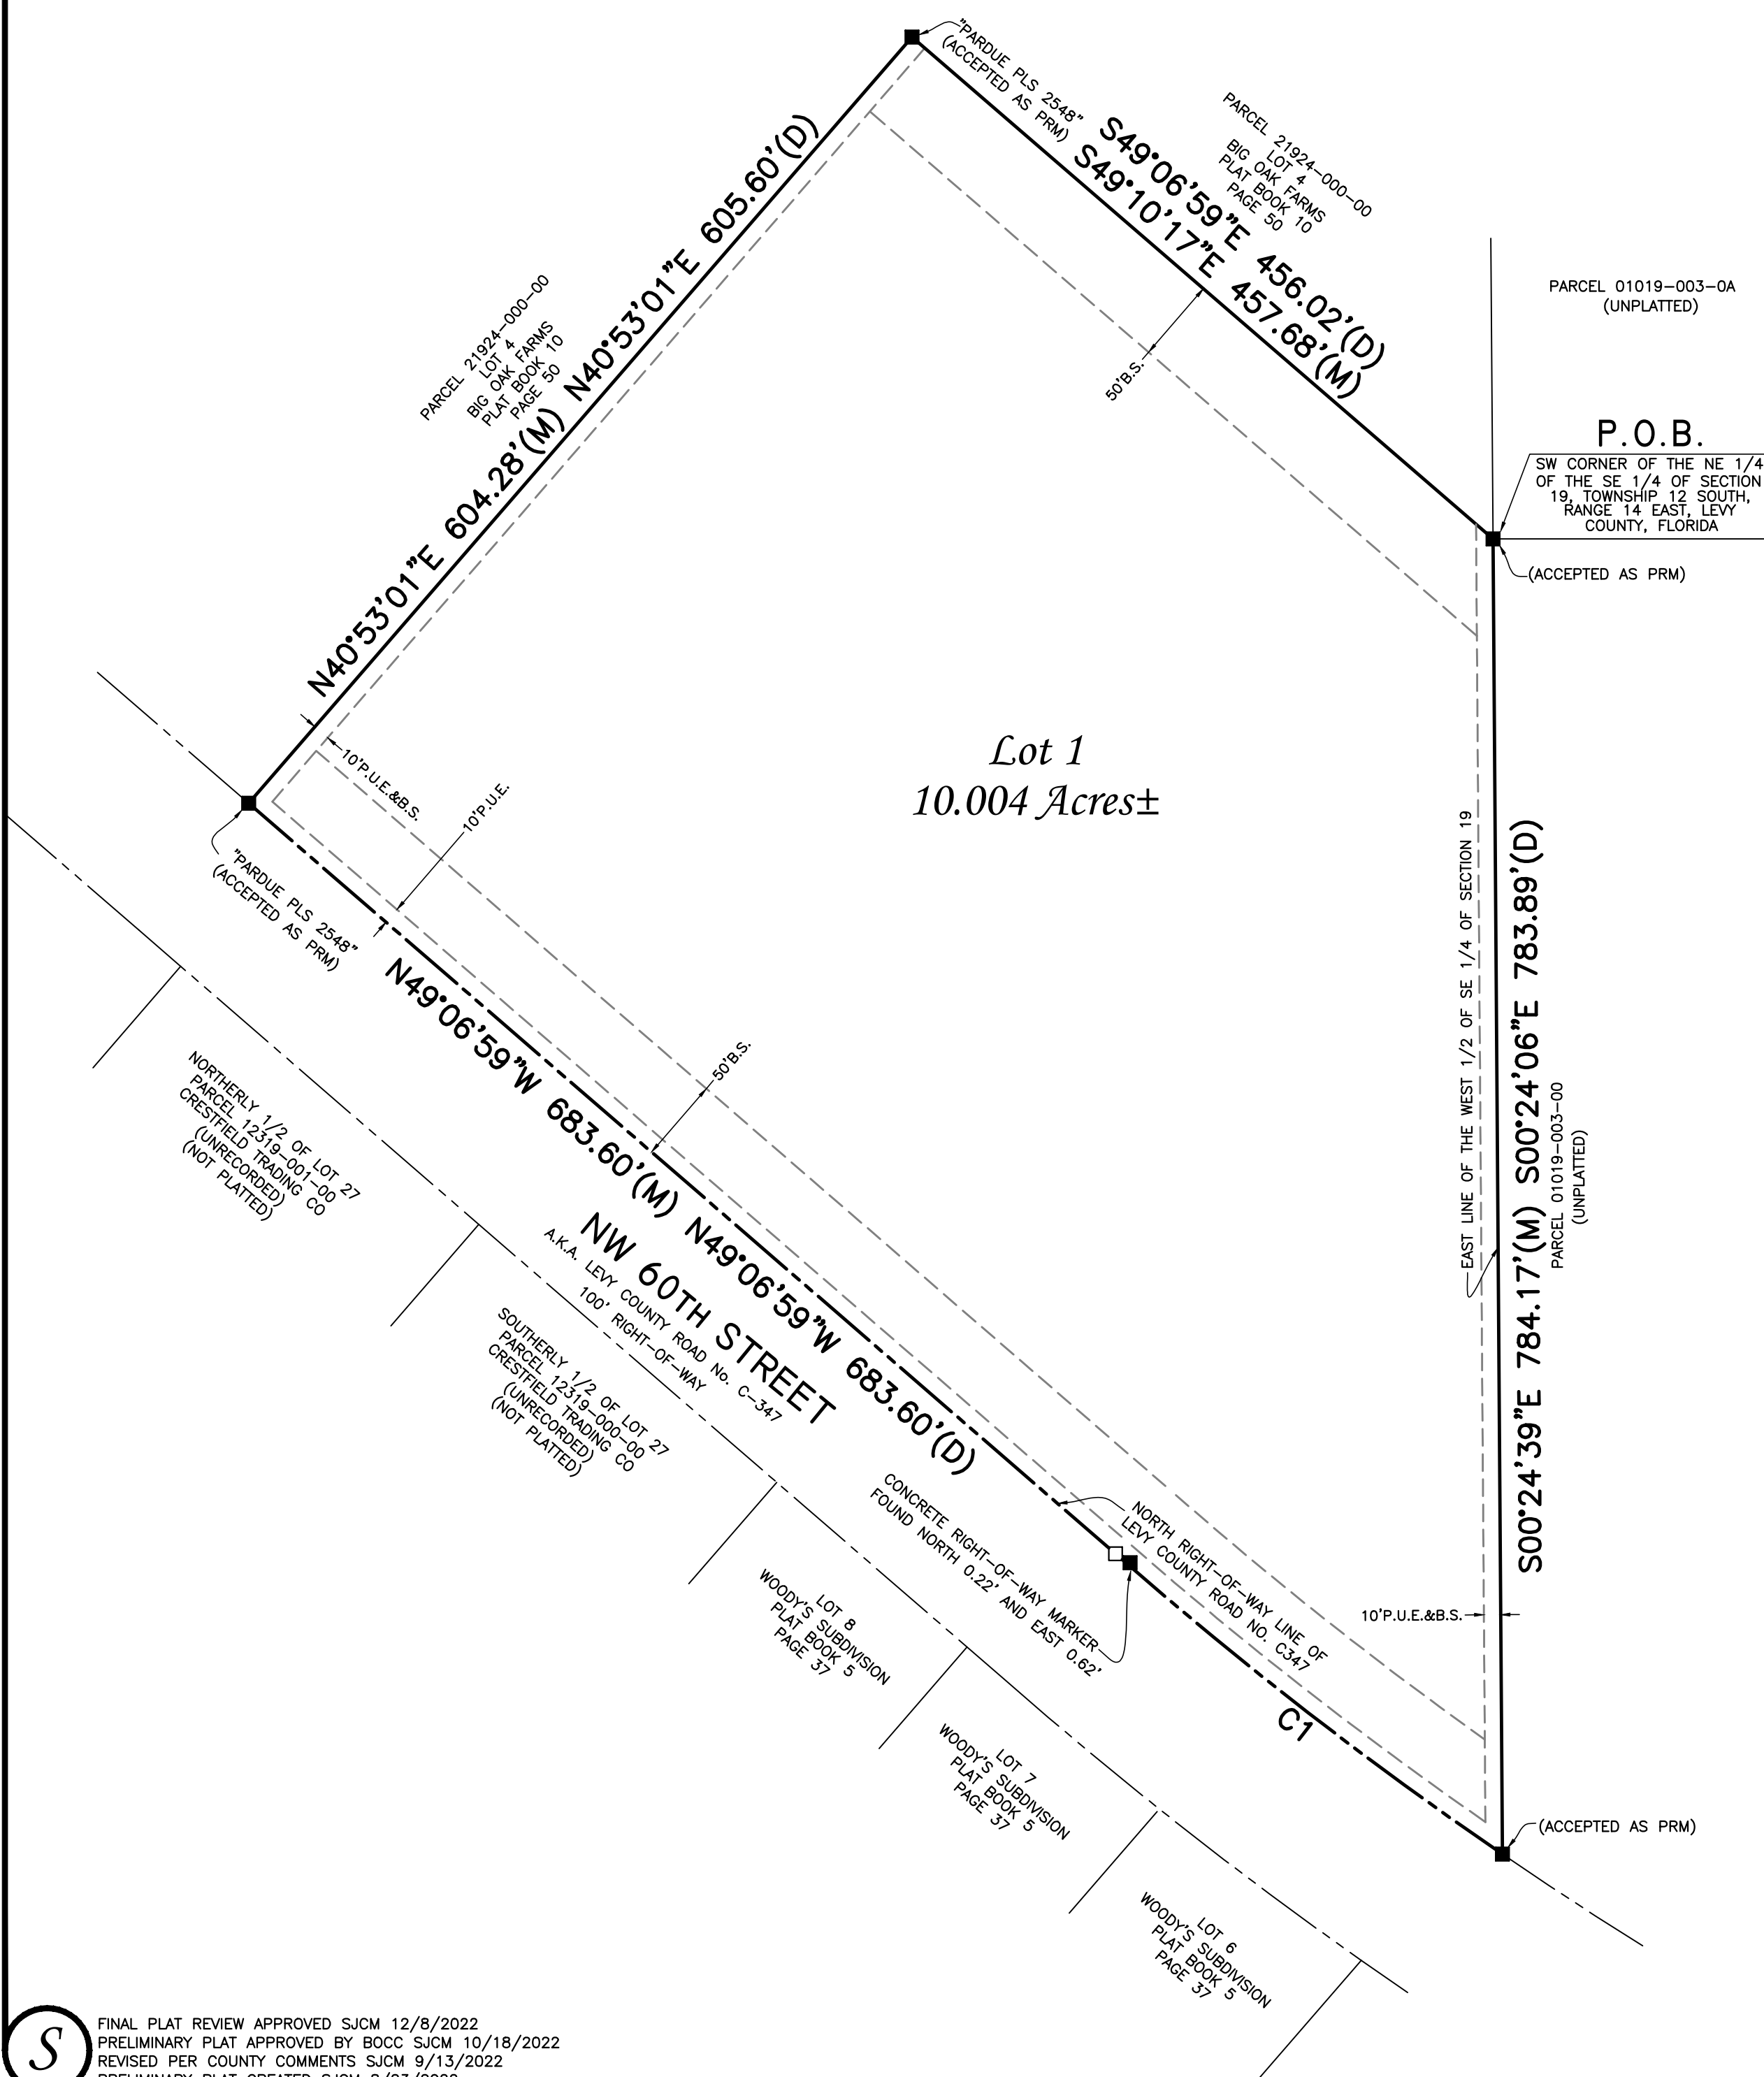 "PARDUE PLS 2548"
(ACCEPTED AS PRM)
S49°06'59"E 456.02'(D)
S49°10'17"E 457.68'(M)
PARCEL 21924-000-00
LOT 4
BIG OAK FARMS
PLAT BOOK 10
PAGE 50
PARCEL 01019-003-0A
(UNPLATTED)
50'B.S.
P.O.B.
SW CORNER OF THE NE 1/4
OF THE SE 1/4 OF SECTION
19, TOWNSHIP 12 SOUTH,
RANGE 14 EAST, LEVY
COUNTY, FLORIDA
(ACCEPTED AS PRM)
PARCEL 21924-000-00
LOT 4
BIG OAK FARMS
PLAT BOOK 10
PAGE 50
N40°53'01"E 604.28'(M) N40°53'01"E 605.60'(D)
Lot 1
10.004 Acres±
10'P.U.E.&B.S.
10'P.U.E.
"PARDUE PLS 2548"
(ACCEPTED AS PRM)
EAST LINE OF THE WEST 1/2 OF SE 1/4 OF SECTION 19
S00°24'39"E 784.17'(M) S00°24'06"E 783.89'(D)
PARCEL 01019-003-00
(UNPLATTED)
50'B.S.
N49°06'59"W 683.60'(M) N49°06'59"W 683.60'(D)
NW 60TH STREET
A.K.A. LEVY COUNTY ROAD No. C-347
100' RIGHT-OF-WAY
NORTHERLY 1/2 OF LOT 27
PARCEL 12319-001-00
CRESTFIELD TRADING CO
(UNRECORDED)
(NOT PLATTED)
SOUTHERLY 1/2 OF LOT 27
PARCEL 12319-000-00
CRESTFIELD TRADING CO
(UNRECORDED)
(NOT PLATTED)
CONCRETE RIGHT-OF-WAY MARKER
FOUND NORTH 0.22' AND EAST 0.62'
NORTH RIGHT-OF-WAY LINE OF
LEVY COUNTY ROAD NO. C347
10'P.U.E.&B.S.
C1
LOT 8
WOODY'S SUBDIVISION
PLAT BOOK 5
PAGE 37
LOT 7
WOODY'S SUBDIVISION
PLAT BOOK 5
PAGE 37
(ACCEPTED AS PRM)
LOT 6
WOODY'S SUBDIVISION
PLAT BOOK 5
PAGE 37
S
FINAL PLAT REVIEW APPROVED SJCM 12/8/2022
PRELIMINARY PLAT APPROVED BY BOCC SJCM 10/18/2022
REVISED PER COUNTY COMMENTS SJCM 9/13/2022
PRELIMINARY PLAT CREATED SJCM